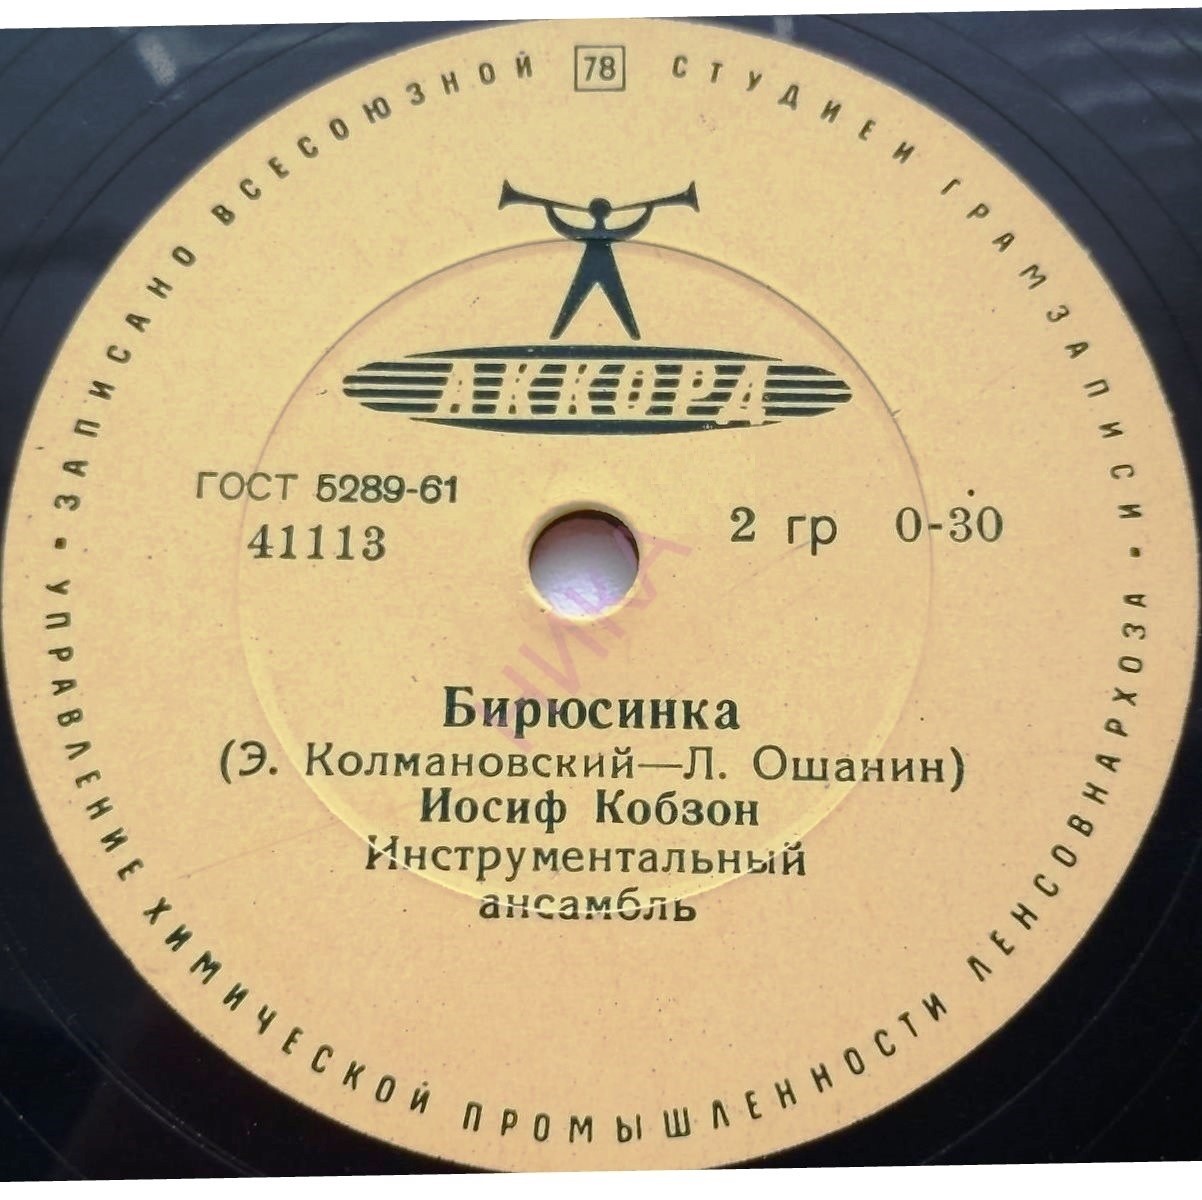 ЗАПИСАНО ВСЕСОЮЗНОЙ 78 СТУДИЕЙ ГРАМЗАПИСИ
АККОРД
ГОСТ 5289-61
41113
2 гр 0-30
НИКА
Бирюсинка
(Э. Колмановский—Л. Ошанин)
Иосиф Кобзон
Инструментальный
ансамбль
УПРАВЛЕНИЕ ХИМИЧЕСКОЙ ПРОМЫШЛЕННОСТИ ЛЕНСОВНАРХОЗА